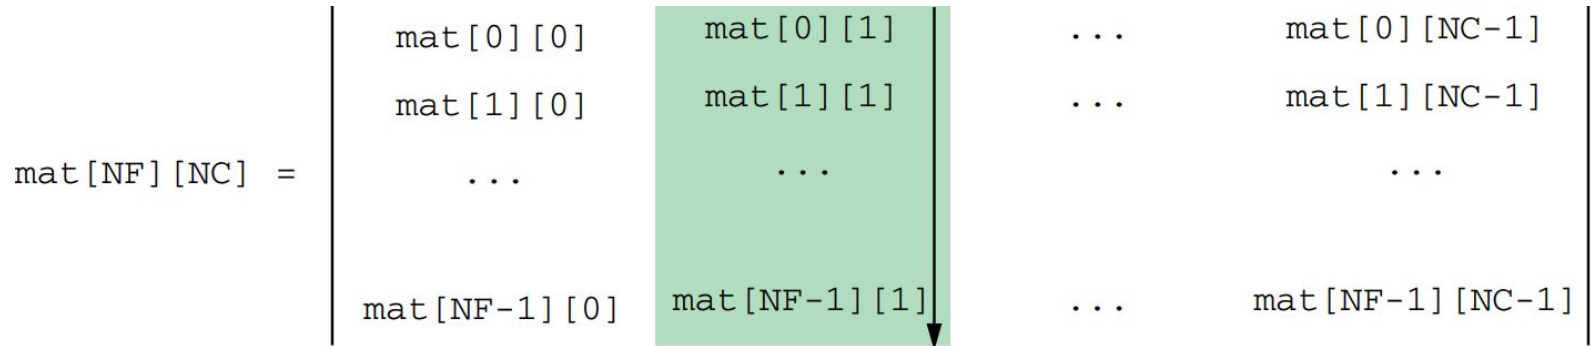 mat[0][0] mat[0][1] ... mat[0][NC-1]
mat[1][0] mat[1][1] ... mat[1][NC-1]
mat[NF][NC] = ... ... ...
mat[NF-1][0] mat[NF-1][1] ... mat[NF-1][NC-1]